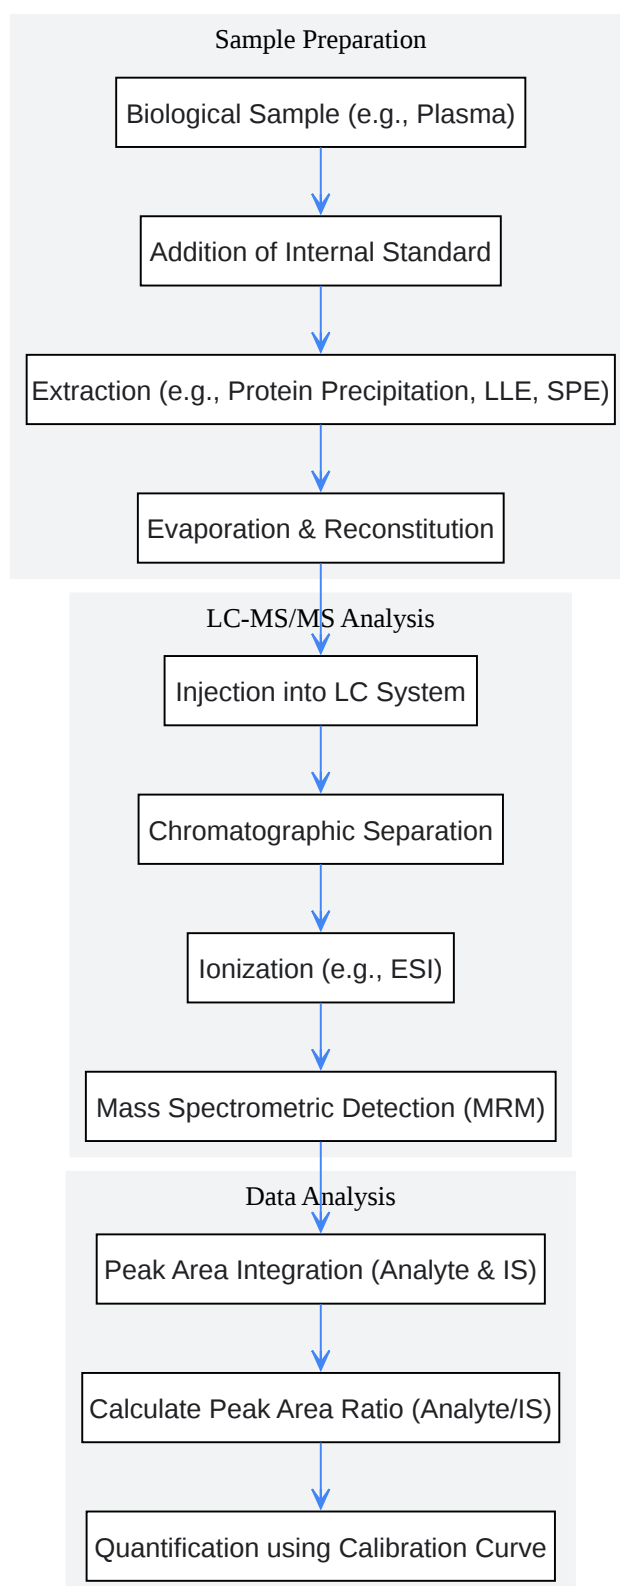 Sample Preparation
Biological Sample (e.g., Plasma)
Addition of Internal Standard
Extraction (e.g., Protein Precipitation, LLE, SPE)
Evaporation & Reconstitution
LC-MS/MS Analysis
Injection into LC System
Chromatographic Separation
Ionization (e.g., ESI)
Mass Spectrometric Detection (MRM)
Data Analysis
Peak Area Integration (Analyte & IS)
Calculate Peak Area Ratio (Analyte/IS)
Quantification using Calibration Curve